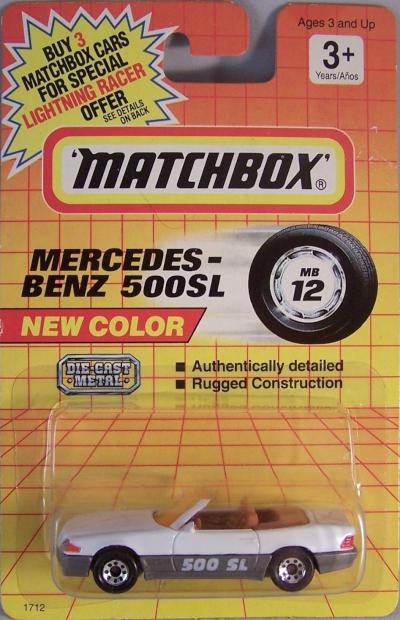 BUY 3
MATCHBOX CARS
FOR SPECIAL
LIGHTNING RACER
OFFER
SEE DETAILS
ON BACK
Ages 3 and Up
3+
Years/Años
'MATCHBOX'®
MERCEDES-
BENZ 500SL
MB
12
NEW COLOR
DIE-CAST
METAL
■ Authentically detailed
■ Rugged Construction
500 SL
1712